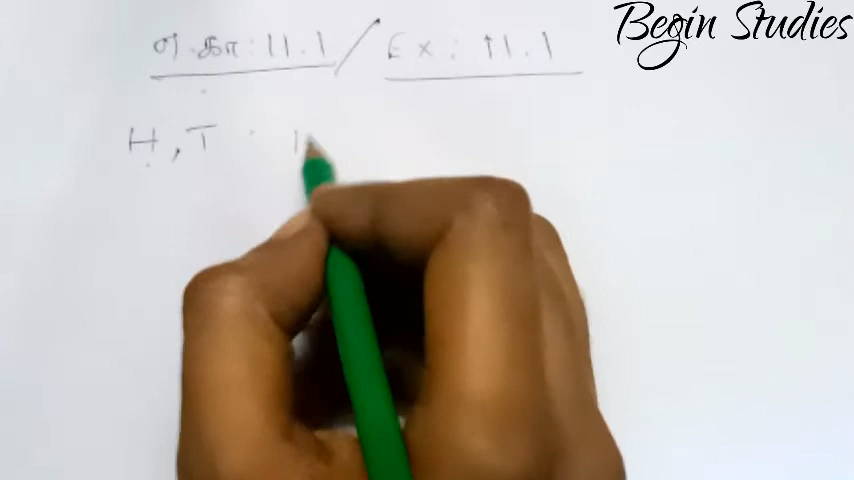 Begin Studies
எ.கா: 11.1 / Ex: 11.1
H, T